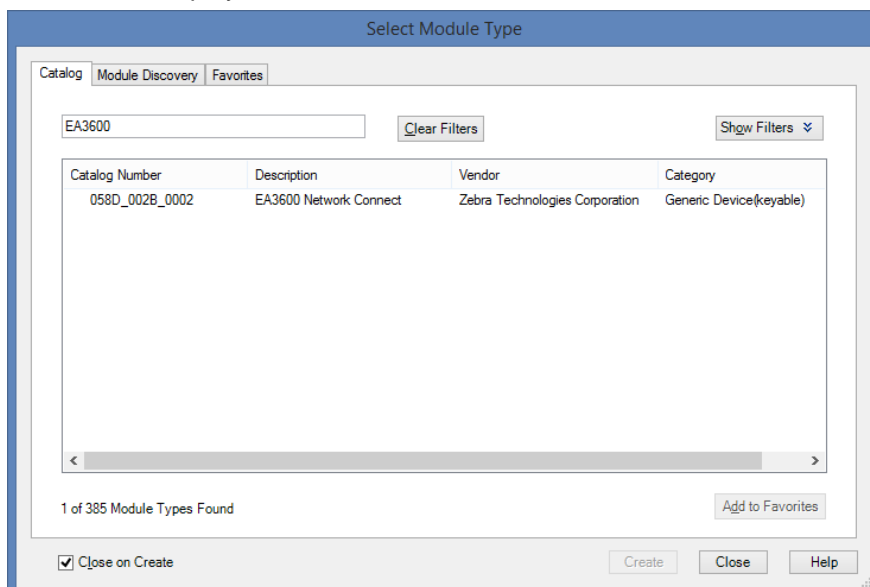 Select Module Type
Catalog Module Discovery Favorites
EA3600 Clear Filters Show Filters
Catalog Number Description Vendor Category
058D_002B_0002 EA3600 Network Connect Zebra Technologies Corporation Generic Device(keyable)
1 of 385 Module Types Found Add to Favorites
Close on Create Create Close Help